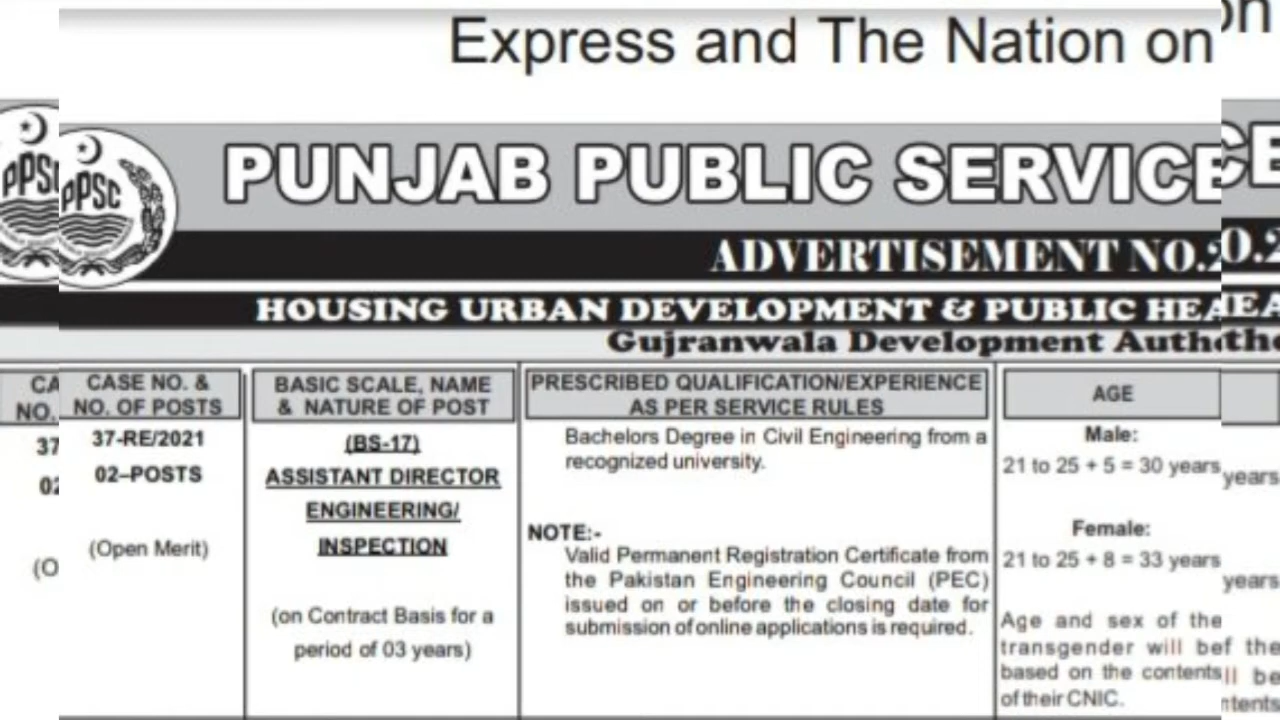 Express and The Nation on
PPSC
PUNJAB PUBLIC SERVICE
ADVERTISEMENT NO.2
HOUSING URBAN DEVELOPMENT & PUBLIC HEA
Gujranwala Development Autho
CASE NO. &
NO. OF POSTS
37-RE/2021
02–POSTS
(Open Merit)
BASIC SCALE, NAME
& NATURE OF POST
(BS-17)
ASSISTANT DIRECTOR
ENGINEERING/
INSPECTION
(on Contract Basis for a
period of 03 years)
PRESCRIBED QUALIFICATION/EXPERIENCE
AS PER SERVICE RULES
Bachelors Degree in Civil Engineering from a
recognized university.
NOTE:-
Valid Permanent Registration Certificate from
the Pakistan Engineering Council (PEC)
issued on or before the closing date for
submission of online applications is required.
AGE
Male:
21 to 25 + 5 = 30 years
Female:
21 to 25 + 8 = 33 years
Age and sex of the
transgender will be
based on the contents
of their CNIC.